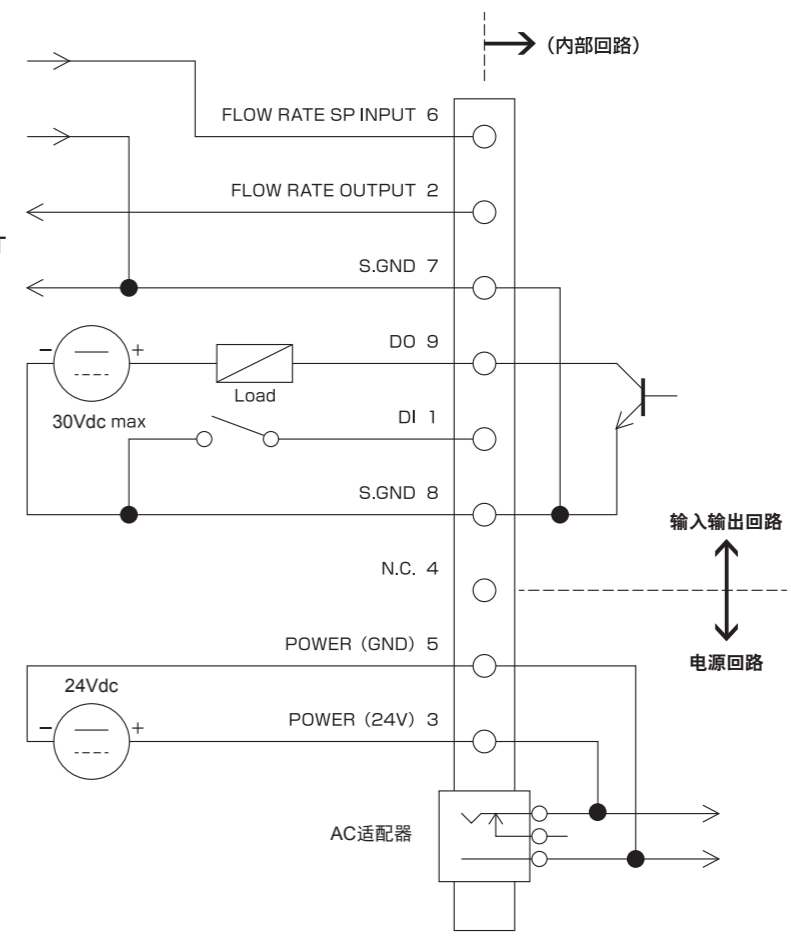 (内部回路)
FLOW RATE SP INPUT 6
FLOW RATE OUTPUT 2
S.GND 7
DO 9
- +
Load
30Vdc max
DI 1
S.GND 8
输入输出回路
N.C. 4
电源回路
POWER (GND) 5
24Vdc
POWER (24V) 3
- +
AC适配器